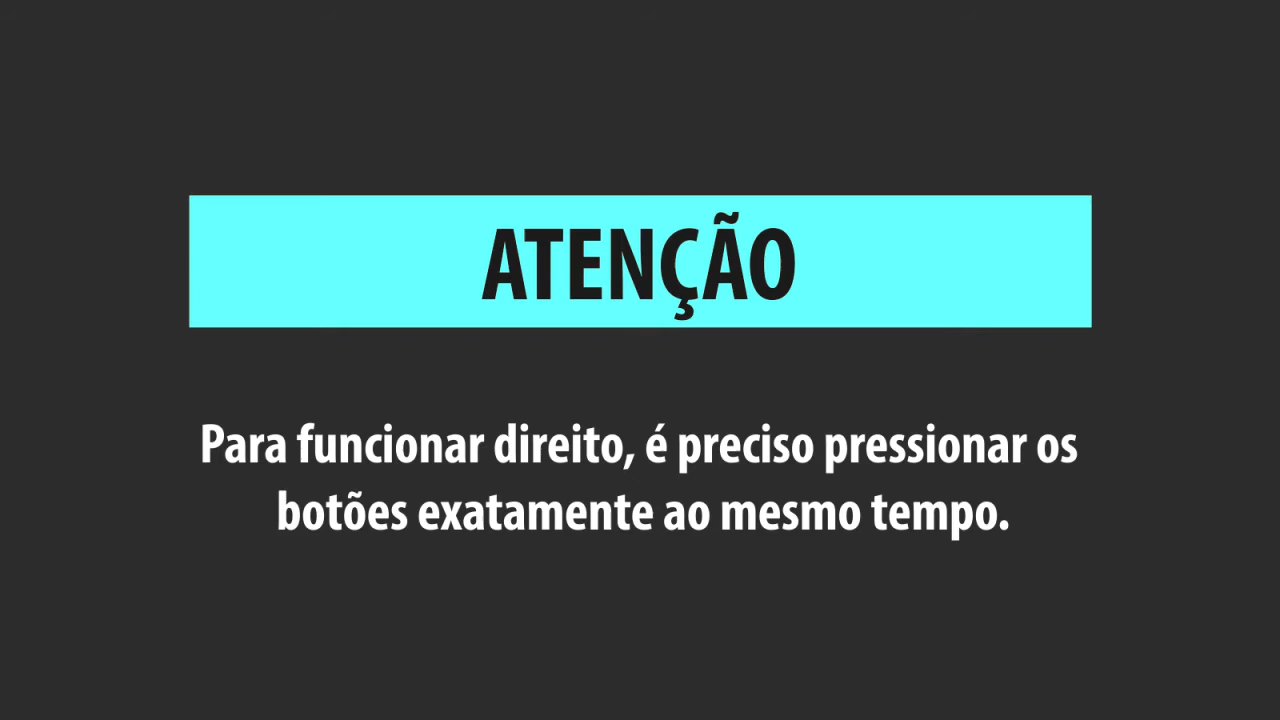 ATENÇÃO
Para funcionar direito, é preciso pressionar os
botões exatamente ao mesmo tempo.